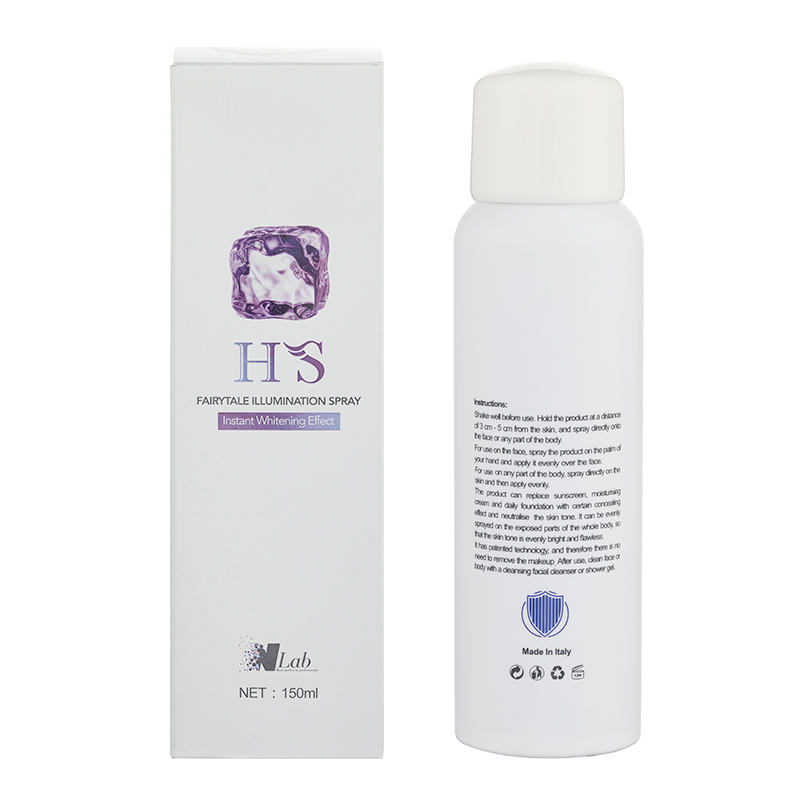 H'S
FAIRYTALE ILLUMINATION SPRAY
Instant Whitening Effect
N Lab
NET : 150ml
Instructions:
Shake well before use. Hold the product at a distance
of 3 cm - 5 cm from the skin, and spray directly onto
the face or any part of the body.
For use on the face, spray the product on the palm of
your hand and apply it evenly over the face.
For use on any part of the body, spray directly on the
skin and then apply evenly.
The product can replace sunscreen, moisturising
cream and daily foundation with certain concealing
effect and neutralise the skin tone. It can be evenly
sprayed on the exposed parts of the whole body, so
that the skin tone is evenly bright and flawless.
It has patented technology, and therefore there is no
need to remove the makeup. After use, clean face or
body with a cleansing facial cleanser or shower gel.
Made In Italy
12M